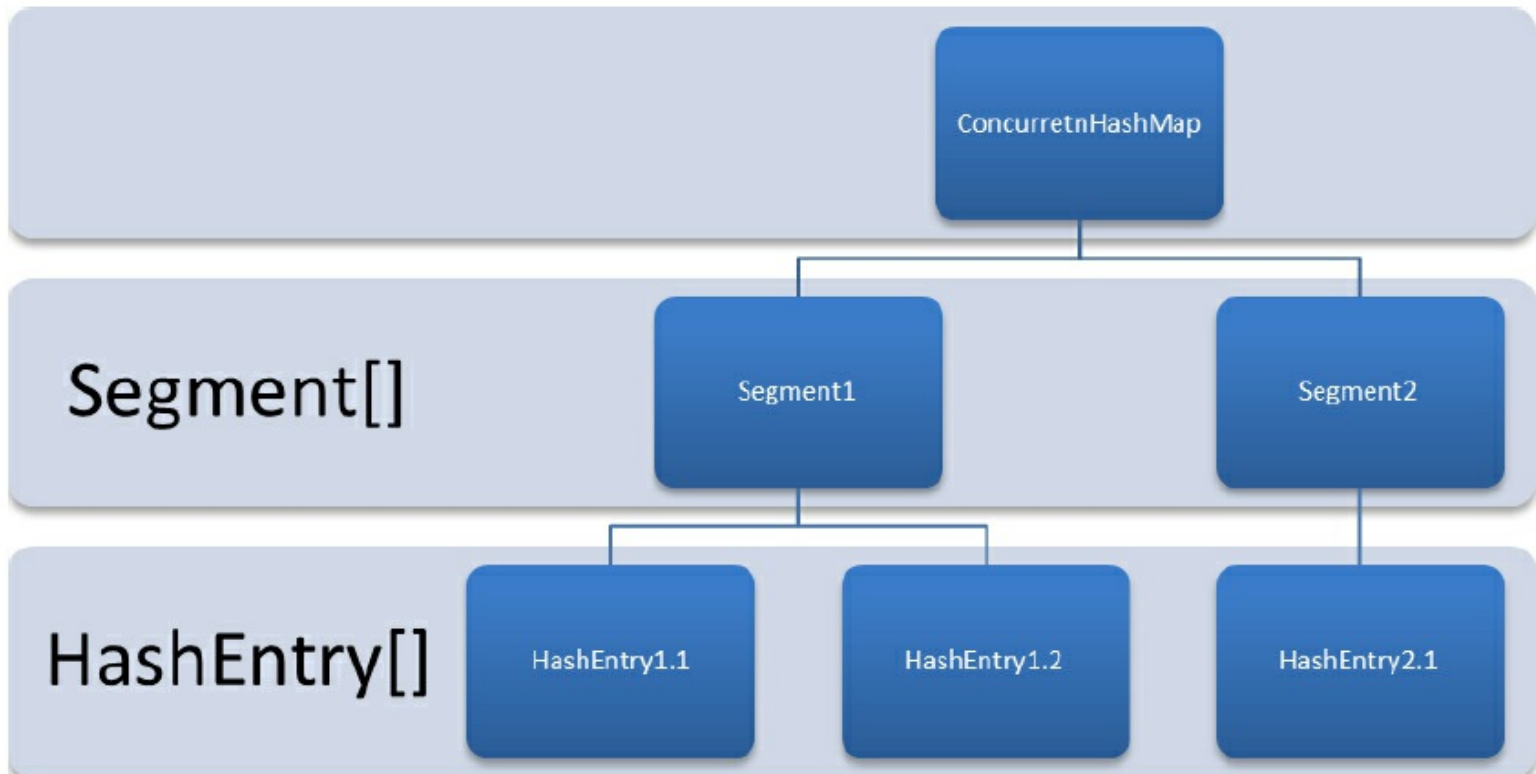 ConcurretnHashMap
Segment[]
Segment1
Segment2
HashEntry[]
HashEntry1.1
HashEntry1.2
HashEntry2.1